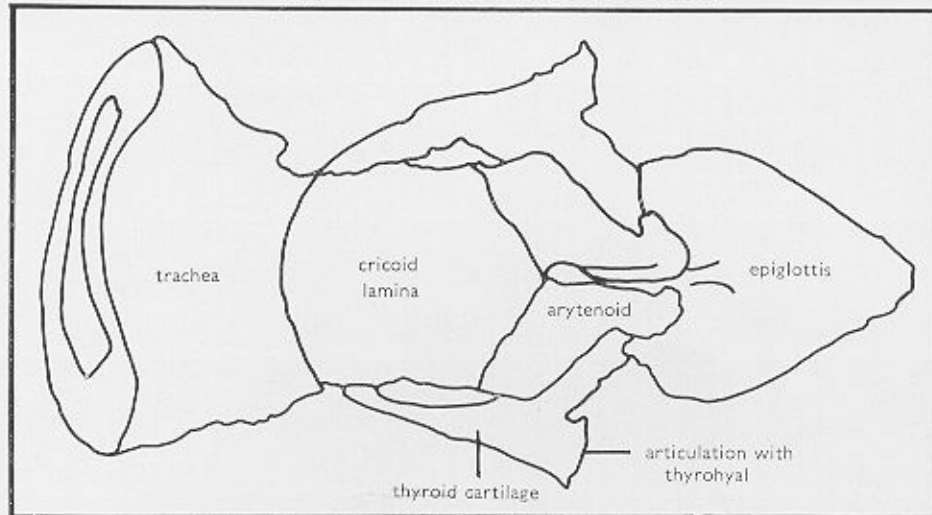 trachea
cricoid
lamina
arytenoid
epiglottis
thyroid cartilage
articulation with
thyrohyal